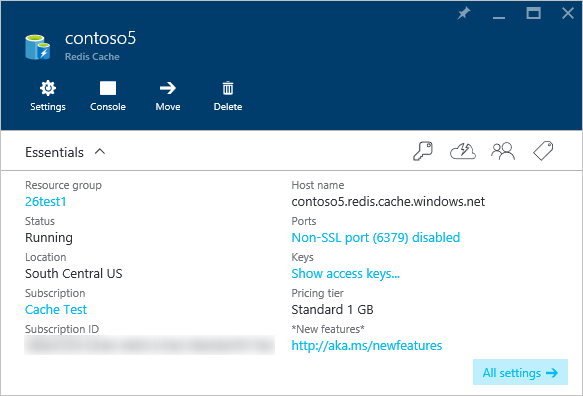 contoso5
Redis Cache
Settings
Console
Move
Delete
Essentials
Resource group
26test1
Status
Running
Location
South Central US
Subscription
Cache Test
Subscription ID
Host name
contoso5.redis.cache.windows.net
Ports
Non-SSL port (6379) disabled
Keys
Show access keys...
Pricing tier
Standard 1 GB
*New features*
http://aka.ms/newfeatures
All settings